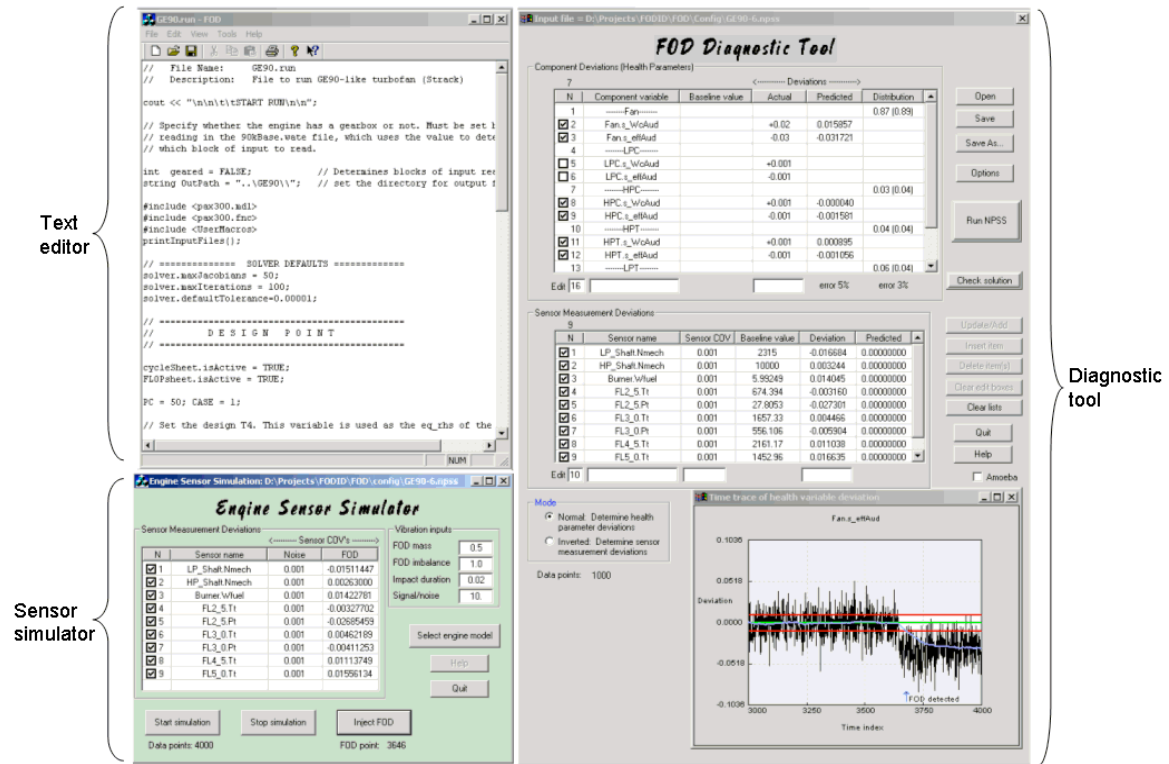 Text
editor
GE90.run - FOD
File Edit View Tools Help
// File Name: GE90.run
// Description: File to run GE90-like turbofan (Strack)
cout << "\n\n\t\tSTART RUN\n\n";
// Specify whether the engine has a gearbox or not. Must be set b
// reading in the 90kBase.wate file, which uses the value to dete
// which block of input to read.
int geared = FALSE; // Determines blocks of input res
string OutPath = "..\GE90\\"; // set the directory for output f
#include <pax300.mdl>
#include <pax300.fnc>
#include <UserMacros>
printInputFiles();
// ============== SOLVER DEFAULTS =============
solver.maxJacobians = 50;
solver.maxIterations = 100;
solver.defaultTolerance=0.00001;
// ---------------------------------------------
// D E S I G N P O I N T
// ---------------------------------------------
cycleSheet.isActive = TRUE;
FLOPsheet.isActive = TRUE;
PC = 50; CASE = 1;
// Set the design T4. This variable is used as the eq_rhs of the
NUM
Sensor
simulator
Engine Sensor Simulation: D:\Projects\FODID\FOD\config\GE90-6.npss
Engine Sensor Simulator
Sensor Measurement Deviations
<--------- Sensor COV's ------->
N Sensor name Noise FOD
1 LP_Shaft.Nmech 0.001 -0.01511447
2 HP_Shaft.Nmech 0.001 0.00263000
3 Burner.Wfuel 0.001 0.01422781
4 FL2_5.Tt 0.001 -0.00327702
5 FL2_5.Pt 0.001 -0.02685459
6 FL3_0.Tt 0.001 0.00462189
7 FL3_0.Pt 0.001 -0.00411253
8 FL4_5.Tt 0.001 0.01113749
9 FL5_0.Tt 0.001 0.01556134
Vibration inputs
FOD mass 0.5
FOD imbalance 1.0
Impact duration 0.02
Signal/noise 10.
Select engine model
Help
Quit
Start simulation Stop simulation Inject FOD
Data points: 4000 FOD point: 3646
Diagnostic
tool
Input file = D:\Projects\FODID\FOD\Config\GE90-6.npss
FOD Diagnostic Tool
Component Deviations (Health Parameters)
7 <---------- Deviations ---------->
N Component variable Baseline value Actual Predicted Distribution
1 -------Fan------- 0.87 (0.89)
2 Fan.s_WcAud +0.02 0.015857
3 Fan.s_effAud -0.03 -0.031721
4 -------LPC-------
5 LPC.s_WcAud +0.001
6 LPC.s_effAud -0.001
7 -------HPC------- 0.03 (0.04)
8 HPC.s_WcAud +0.001 -0.000040
9 HPC.s_effAud -0.001 -0.001581
10 -------HPT------- 0.04 (0.04)
11 HPT.s_WcAud +0.001 0.000895
12 HPT.s_effAud -0.001 -0.001056
13 -------LPT------- 0.06 (0.04)
Edit 16 error 5% error 3%
Open
Save
Save As...
Options
Run NPSS
Check solution
Sensor Measurement Deviations
9
N Sensor name Sensor COV Baseline value Deviation Predicted
1 LP_Shaft.Nmech 0.001 2315 -0.016684 0.00000000
2 HP_Shaft.Nmech 0.001 10000 0.003244 0.00000000
3 Burner.Wfuel 0.001 5.99249 0.014045 0.00000000
4 FL2_5.Tt 0.001 674.394 -0.003160 0.00000000
5 FL2_5.Pt 0.001 27.8053 -0.027301 0.00000000
6 FL3_0.Tt 0.001 1657.33 0.004466 0.00000000
7 FL3_0.Pt 0.001 556.106 -0.005904 0.00000000
8 FL4_5.Tt 0.001 2161.17 0.011038 0.00000000
9 FL5_0.Tt 0.001 1452.96 0.016635 0.00000000
Edit 10
Update/Add
Insert item
Delete item(s)
Clear edit boxes
Clear lists
Quit
Help
Amoeba
Mode
Normal: Determine health
parameter deviations
Inverted: Determine sensor
measurement deviations
Data points: 1000
Time trace of health variable deviation
Fan.s_effAud
0.1036
0.0518
Deviation
0.0000
-0.0518
-0.1036
FOD detected
3000 3250 3500 3750 4000
Time index